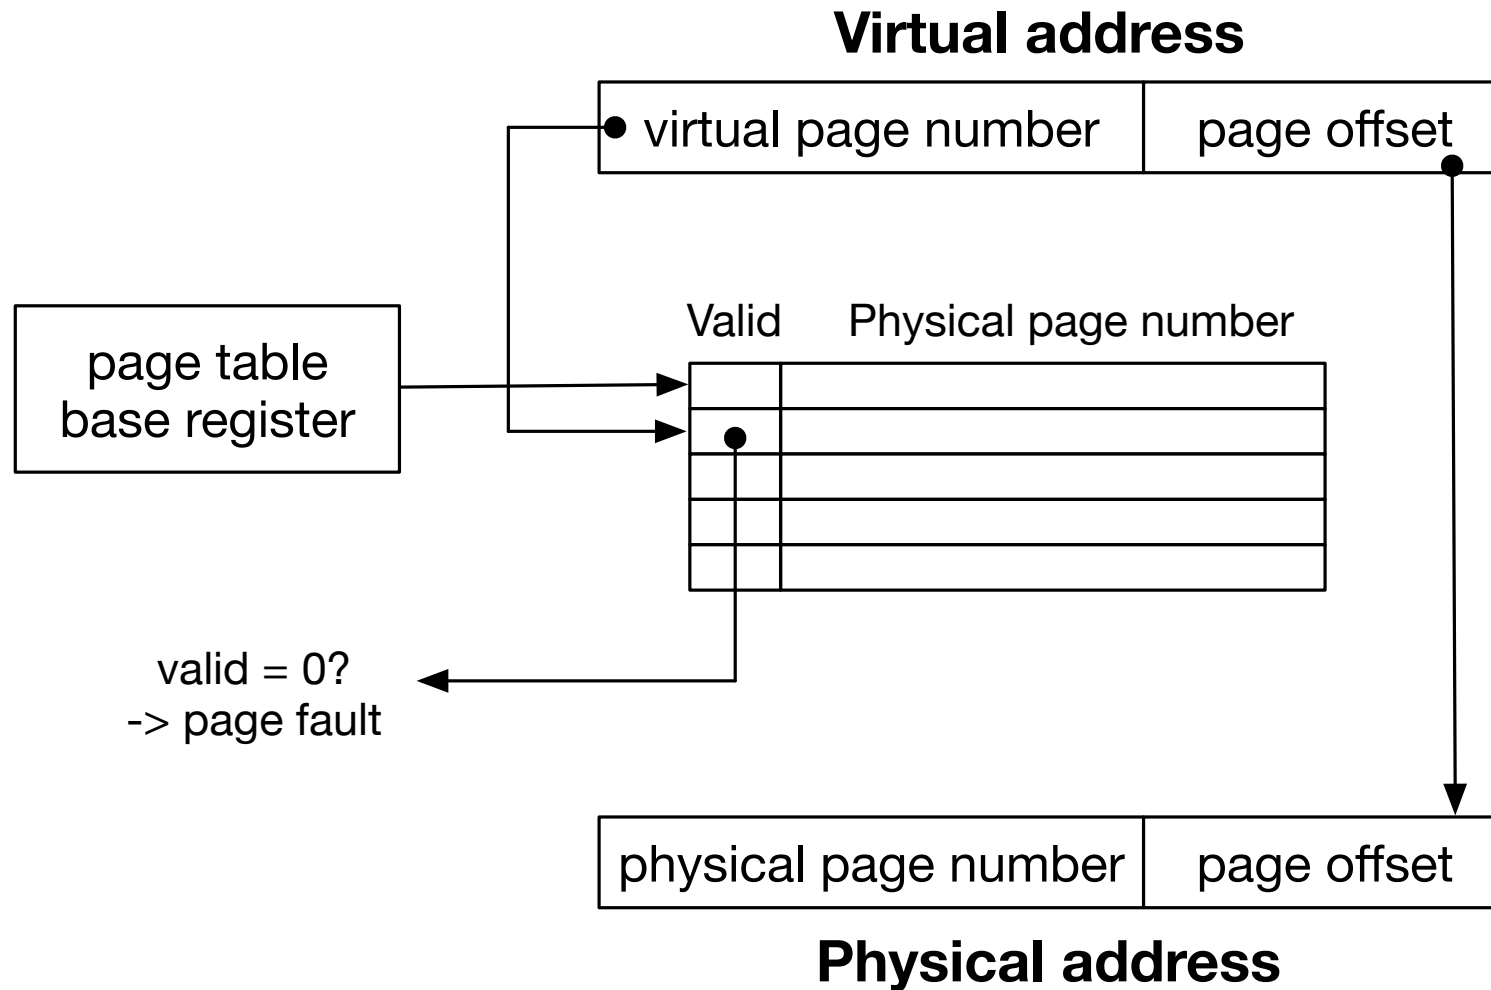 Virtual address
virtual page number
page offset
Valid
Physical page number
page table
base register
valid = 0?
-> page fault
physical page number
page offset
Physical address